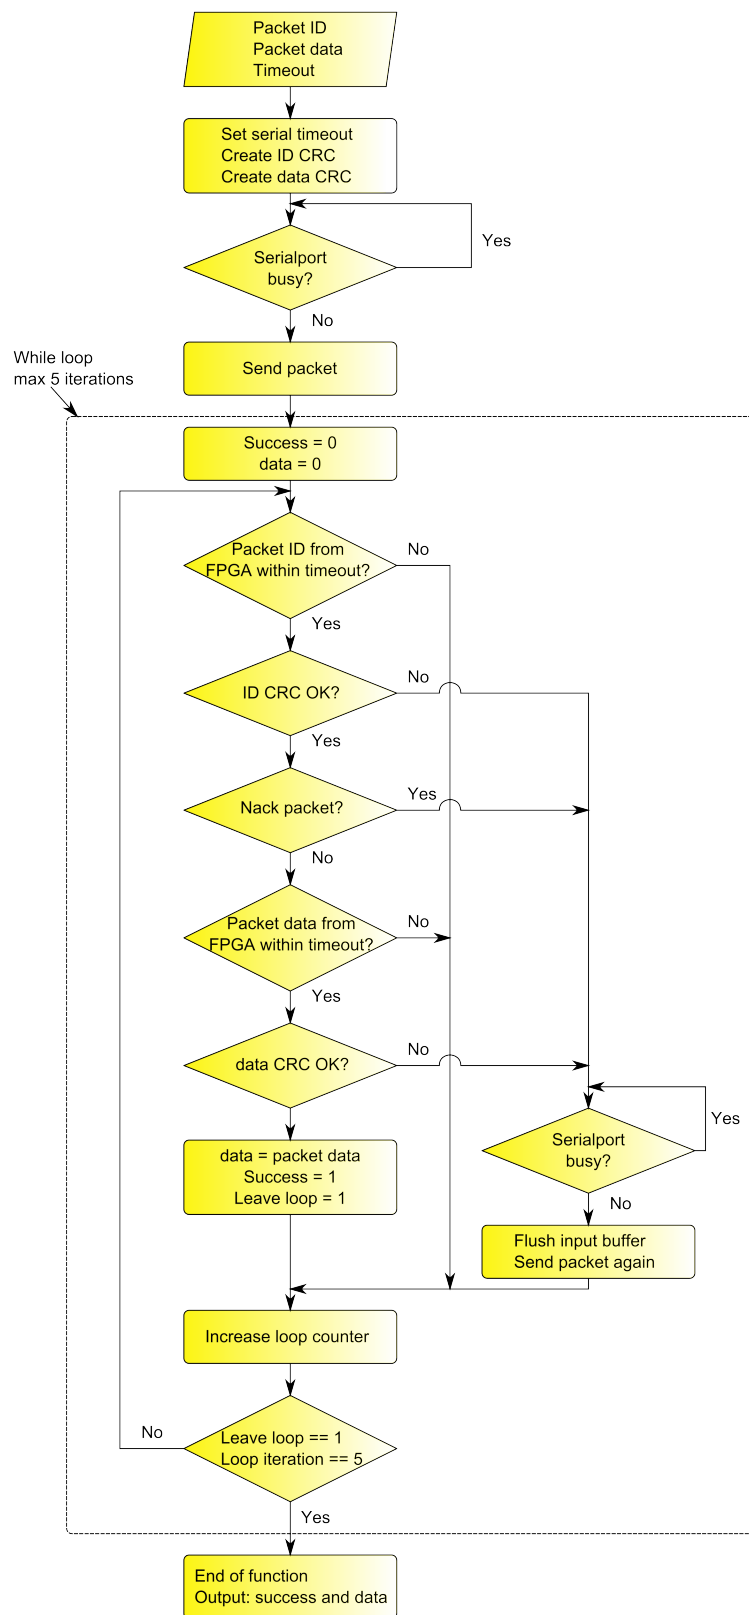 Packet ID
Packet data
Timeout
Set serial timeout
Create ID CRC
Create data CRC
Yes
Serialport
busy?
No
Send packet
While loop
max 5 iterations
Success = 0
data = 0
Packet ID from
FPGA within timeout?
No
Yes
ID CRC OK?
No
Yes
Nack packet?
Yes
No
Packet data from
FPGA within timeout?
No
Yes
data CRC OK?
No
data = packet data
Success = 1
Leave loop = 1
Serialport
busy?
Yes
No
Flush input buffer
Send packet again
Increase loop counter
Leave loop == 1
Loop iteration == 5
No
Yes
End of function
Output: success and data